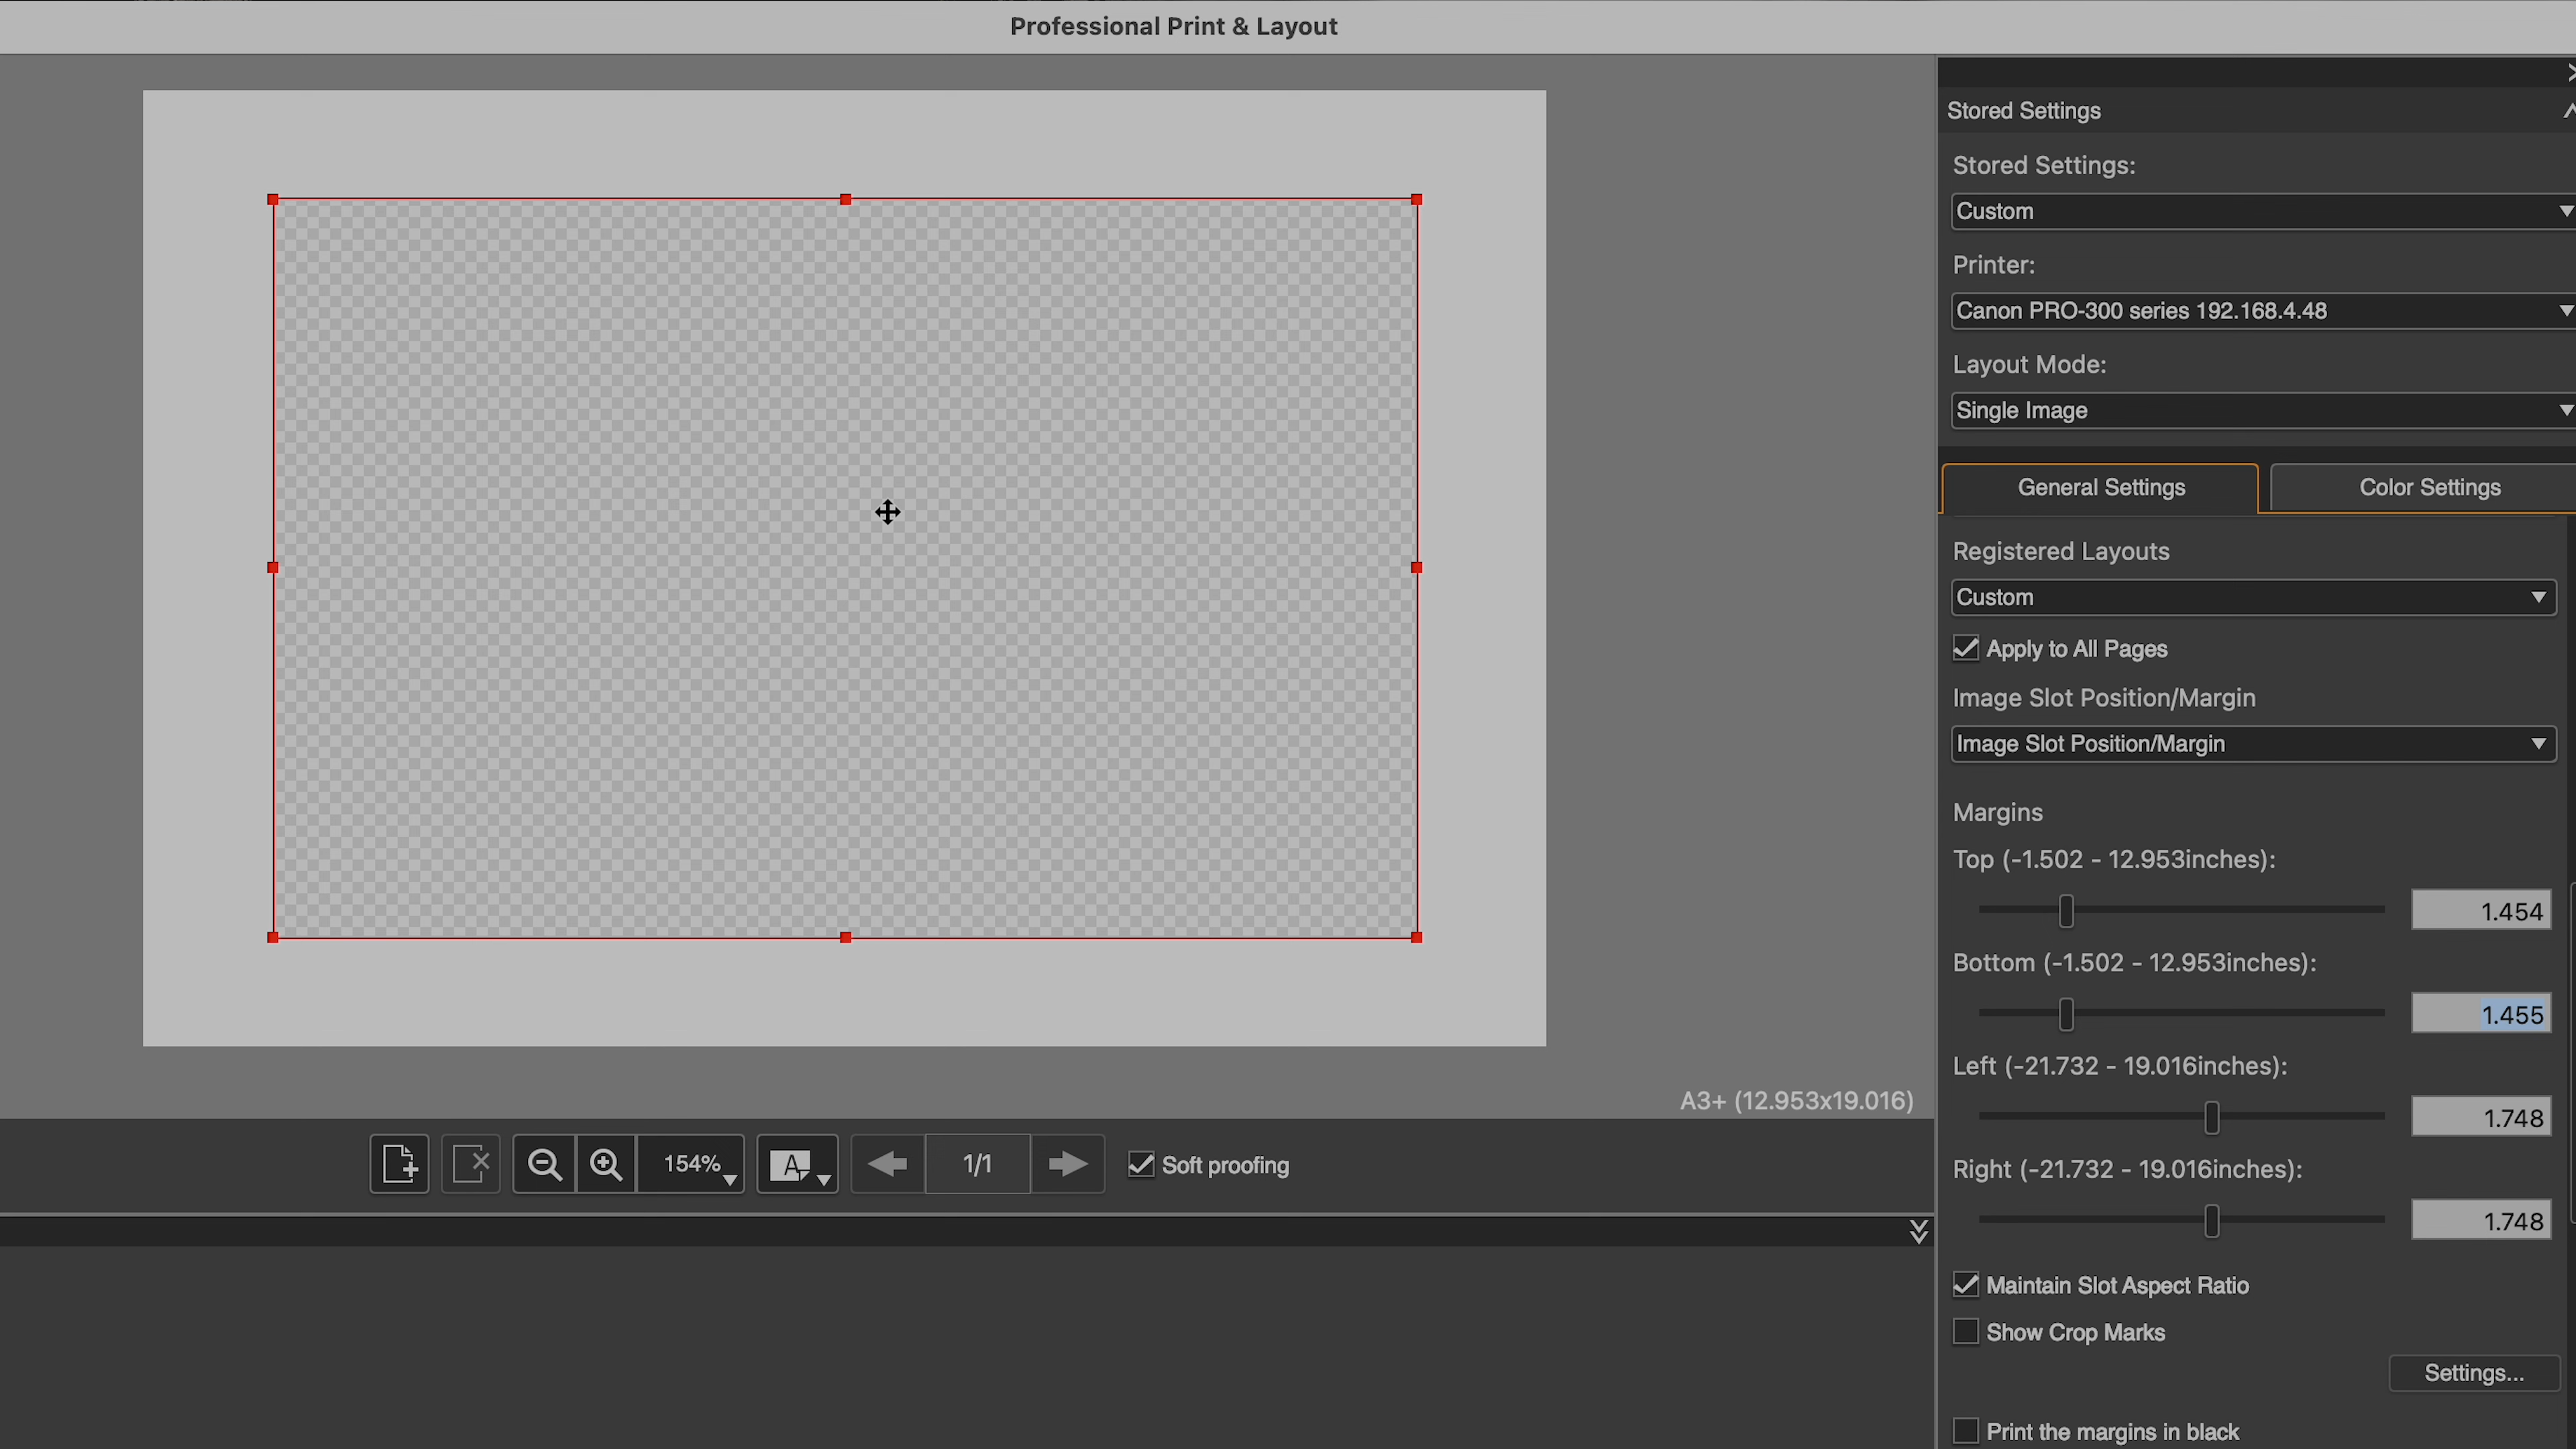 Professional Print & Layout
Stored Settings
Stored Settings:
Custom
Printer:
Canon PRO-300 series 192.168.4.48
Layout Mode:
Single Image
General Settings
Color Settings
Registered Layouts
Custom
Apply to All Pages
Image Slot Position/Margin
Image Slot Position/Margin
Margins
Top (-1.502 - 12.953inches):
1.454
Bottom (-1.502 - 12.953inches):
1.455
Left (-21.732 - 19.016inches):
1.748
Right (-21.732 - 19.016inches):
1.748
Maintain Slot Aspect Ratio
Show Crop Marks
Settings...
Print the margins in black
A3+ (12.953x19.016)
154%
A
1/1
Soft proofing